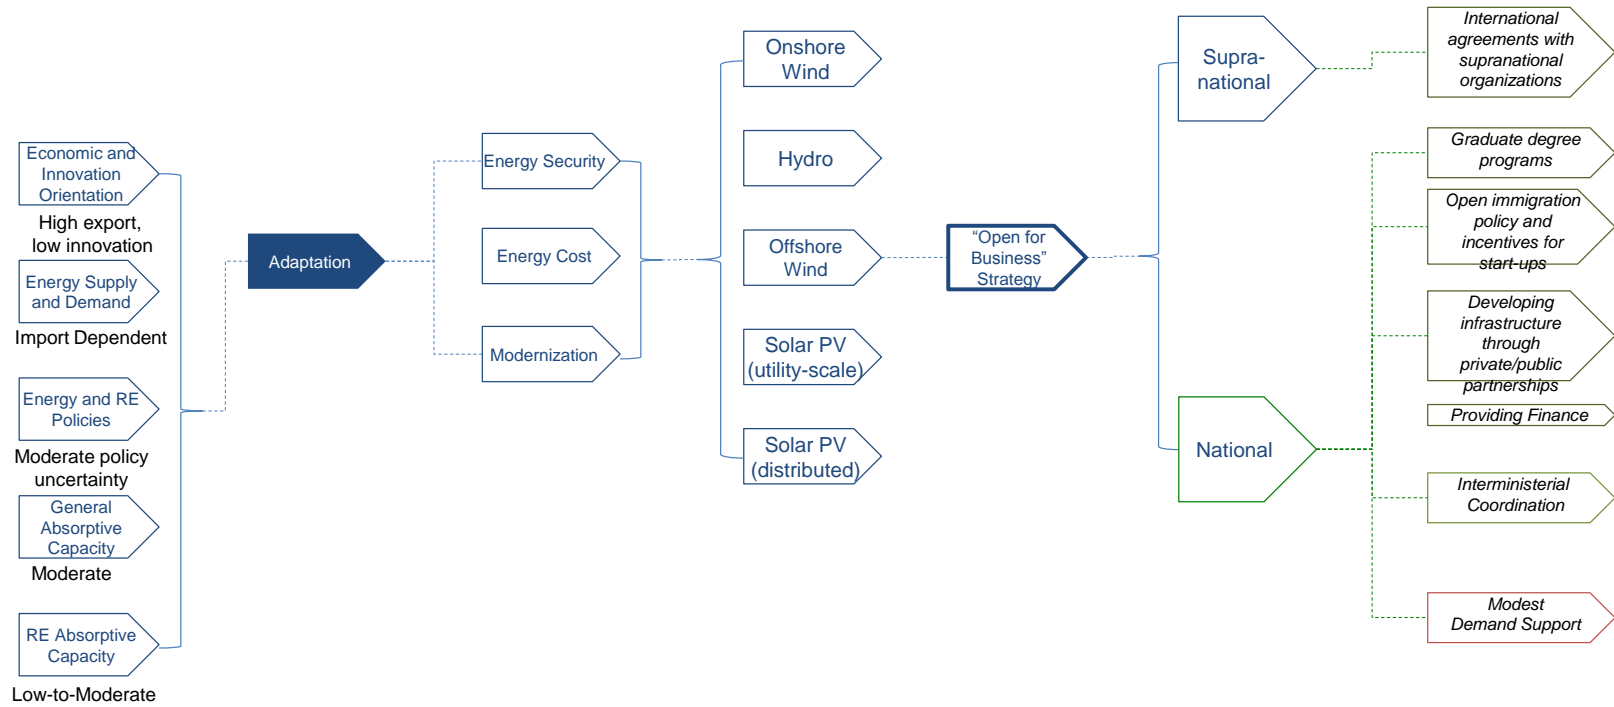 Economic and
Innovation
Orientation
High export,
low innovation
Energy Supply
and Demand
Import Dependent
Energy and RE
Policies
Moderate policy
uncertainty
General
Absorptive
Capacity
Moderate
RE Absorptive
Capacity
Low-to-Moderate
Adaptation
Energy Security
Energy Cost
Modernization
Onshore
Wind
Hydro
Offshore
Wind
Solar PV
(utility-scale)
Solar PV
(distributed)
“Open for
Business”
Strategy
Supra-
national
National
International
agreements with
supranational
organizations
Graduate degree
programs
Open immigration
policy and
incentives for
start-ups
Developing
infrastructure
through
private/public
partnerships
Providing Finance
Interministerial
Coordination
Modest
Demand Support